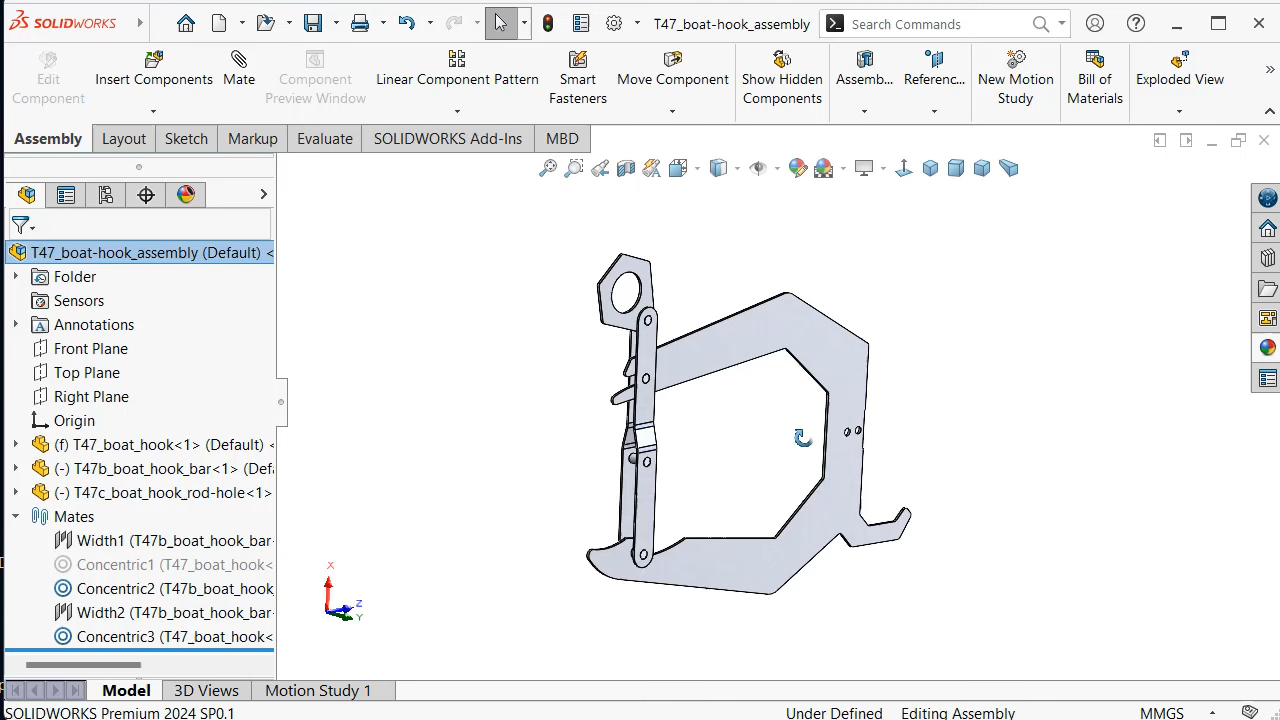 SOLIDWORKS
T47_boat-hook_assembly
Search Commands
Edit Component
Insert Components
Mate
Component Preview Window
Linear Component Pattern
Smart Fasteners
Move Component
Show Hidden Components
Assemb...
Referenc...
New Motion Study
Bill of Materials
Exploded View
Assembly
Layout
Sketch
Markup
Evaluate
SOLIDWORKS Add-Ins
MBD
T47_boat-hook_assembly (Default) <
Folder
Sensors
Annotations
Front Plane
Top Plane
Right Plane
Origin
(f) T47_boat_hook<1> (Default) <
(-) T47b_boat_hook_bar<1> (Def
(-) T47c_boat_hook_rod-hole<1>
Mates
Width1 (T47b_boat_hook_bar
Concentric1 (T47_boat_hook<
Concentric2 (T47b_boat_hook
Width2 (T47b_boat_hook_bar
Concentric3 (T47_boat_hook<
X
Z
Y
Model
3D Views
Motion Study 1
SOLIDWORKS Premium 2024 SP0.1
Under Defined
Editing Assembly
MMGS